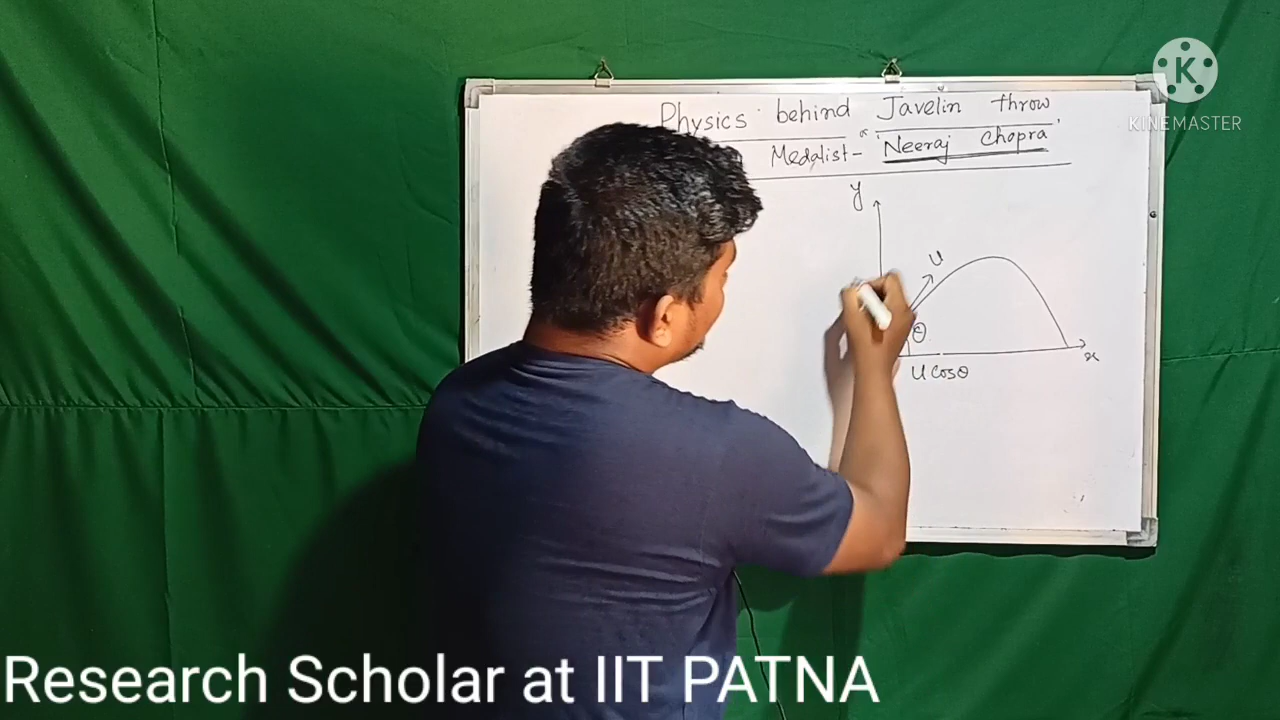 Physics behind Javelin throw
Medalist - "Neeraj Chopra
y
u
θ
x
u cosθ
K
KINEMASTER
Research Scholar at IIT PATNA